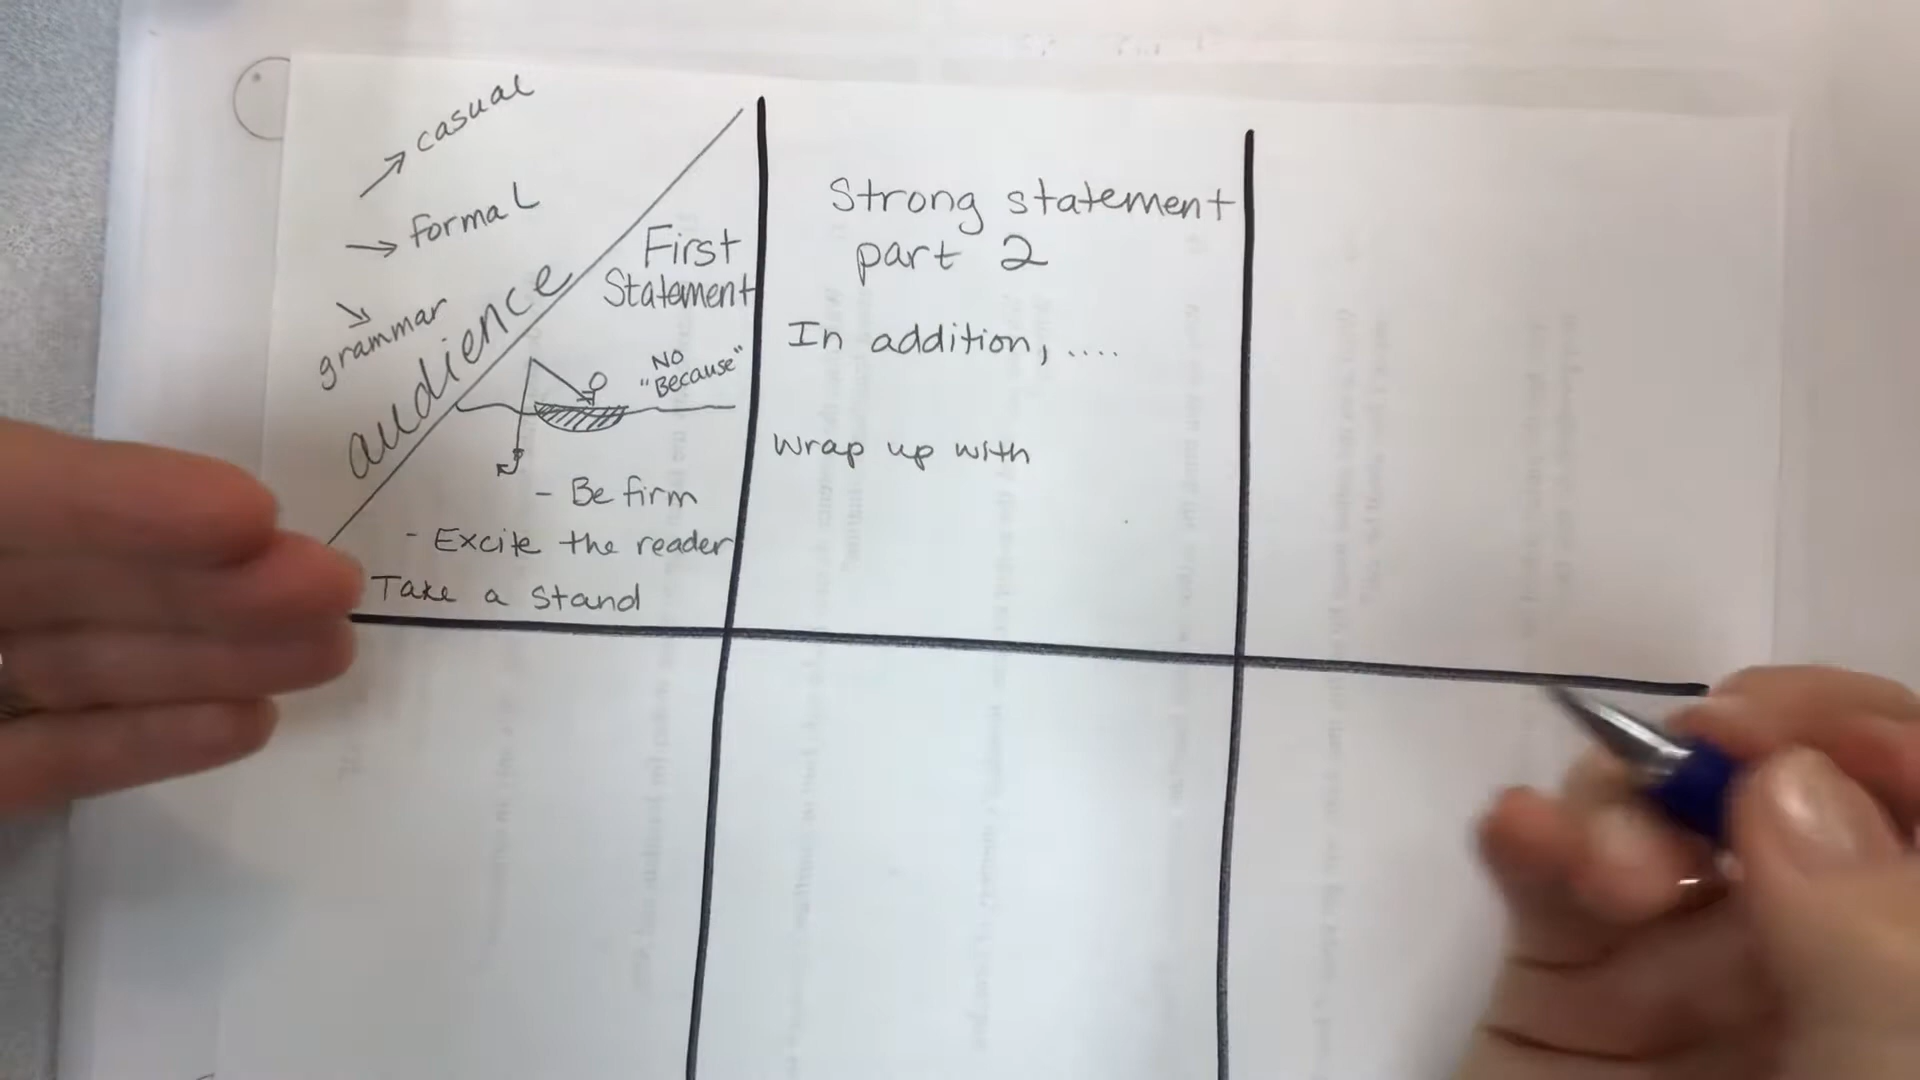 casual
formal
grammar
audience
First
Statement
NO
"Because"
- Be firm
- Excite the reader
Take a stand
Strong statement
part 2
In addition, ....
wrap up with